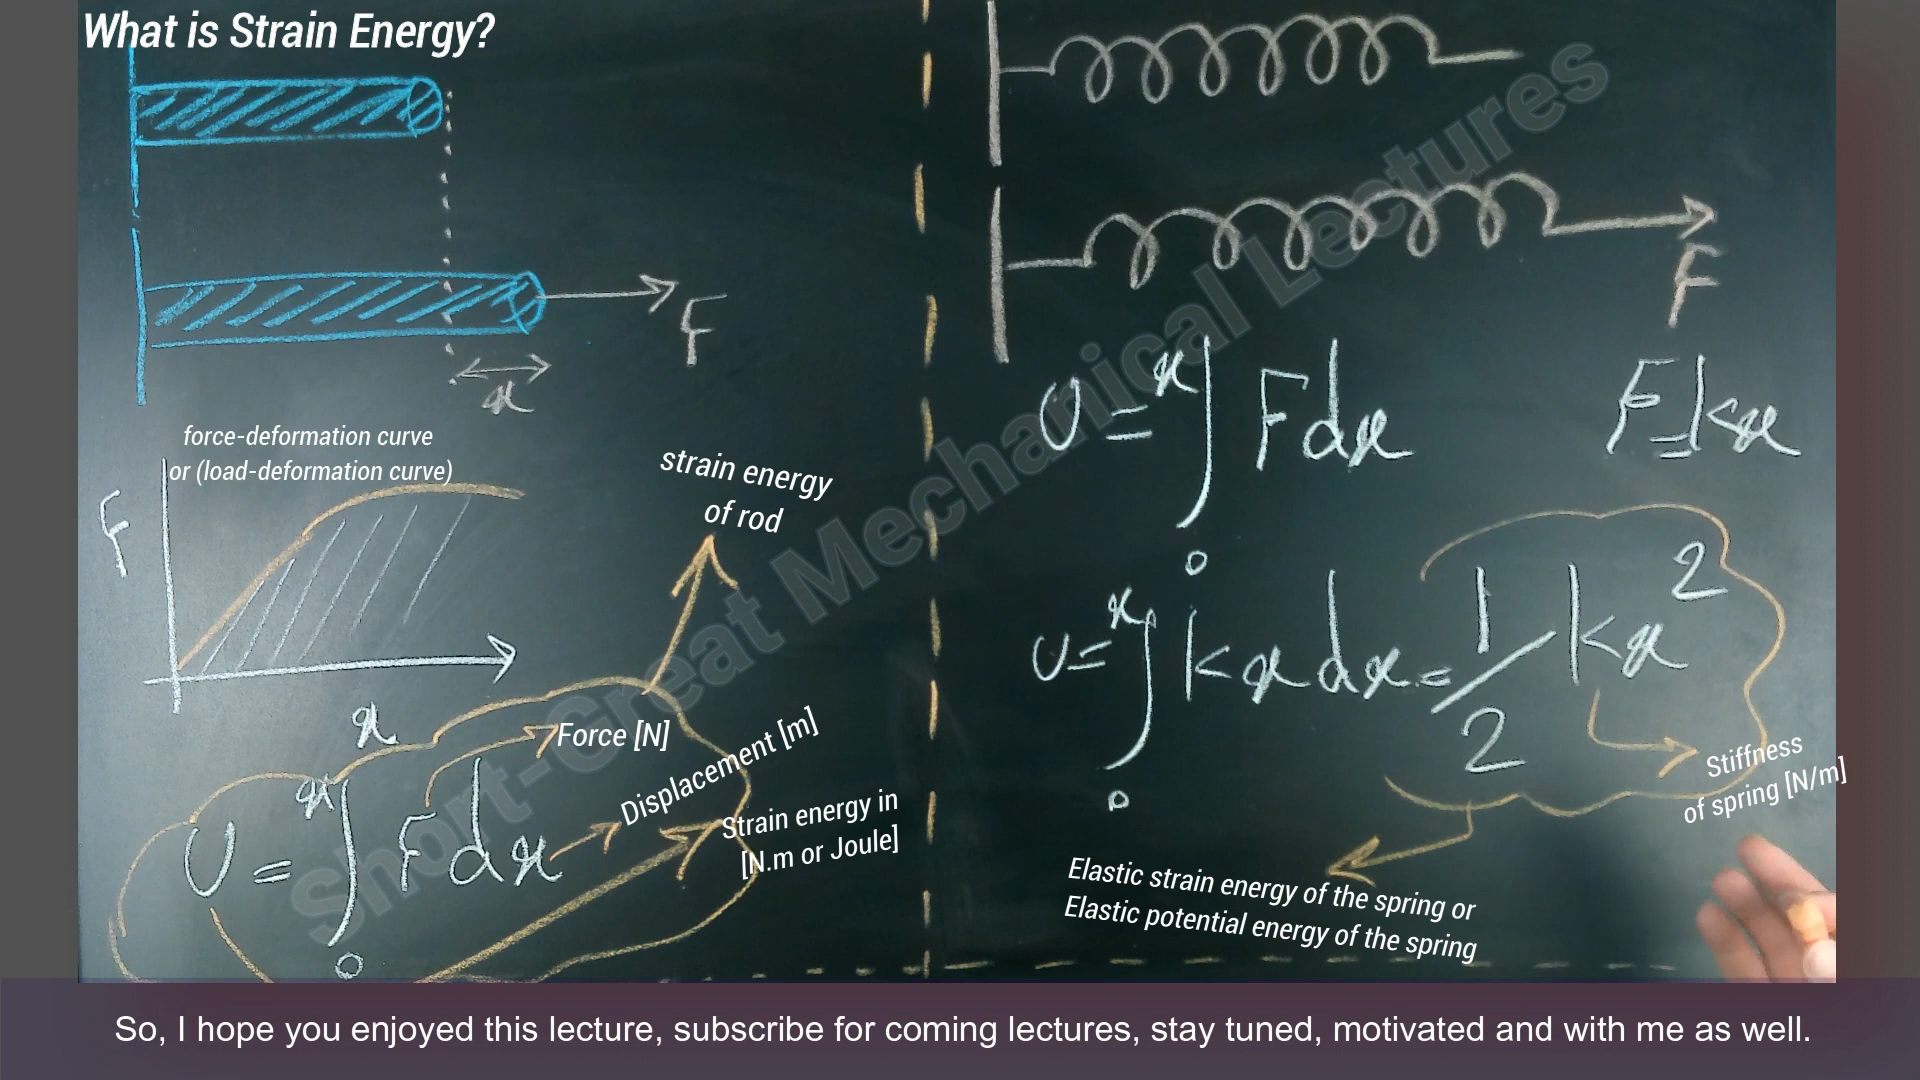 What is Strain Energy?
F
x
force-deformation curve
or (load-deformation curve)
F
x
strain energy
of rod
Force [N]
Displacement [m]
Strain energy in
[N.m or Joule]
U = ∫₀ˣ F dx
F
U = ∫₀ˣ F dx
F = kx
U = ∫₀ˣ kx dx = 1/2 kx²
Stiffness
of spring [N/m]
Elastic strain energy of the spring or
Elastic potential energy of the spring
Short-Great Mechanical Lectures
So, I hope you enjoyed this lecture, subscribe for coming lectures, stay tuned, motivated and with me as well.